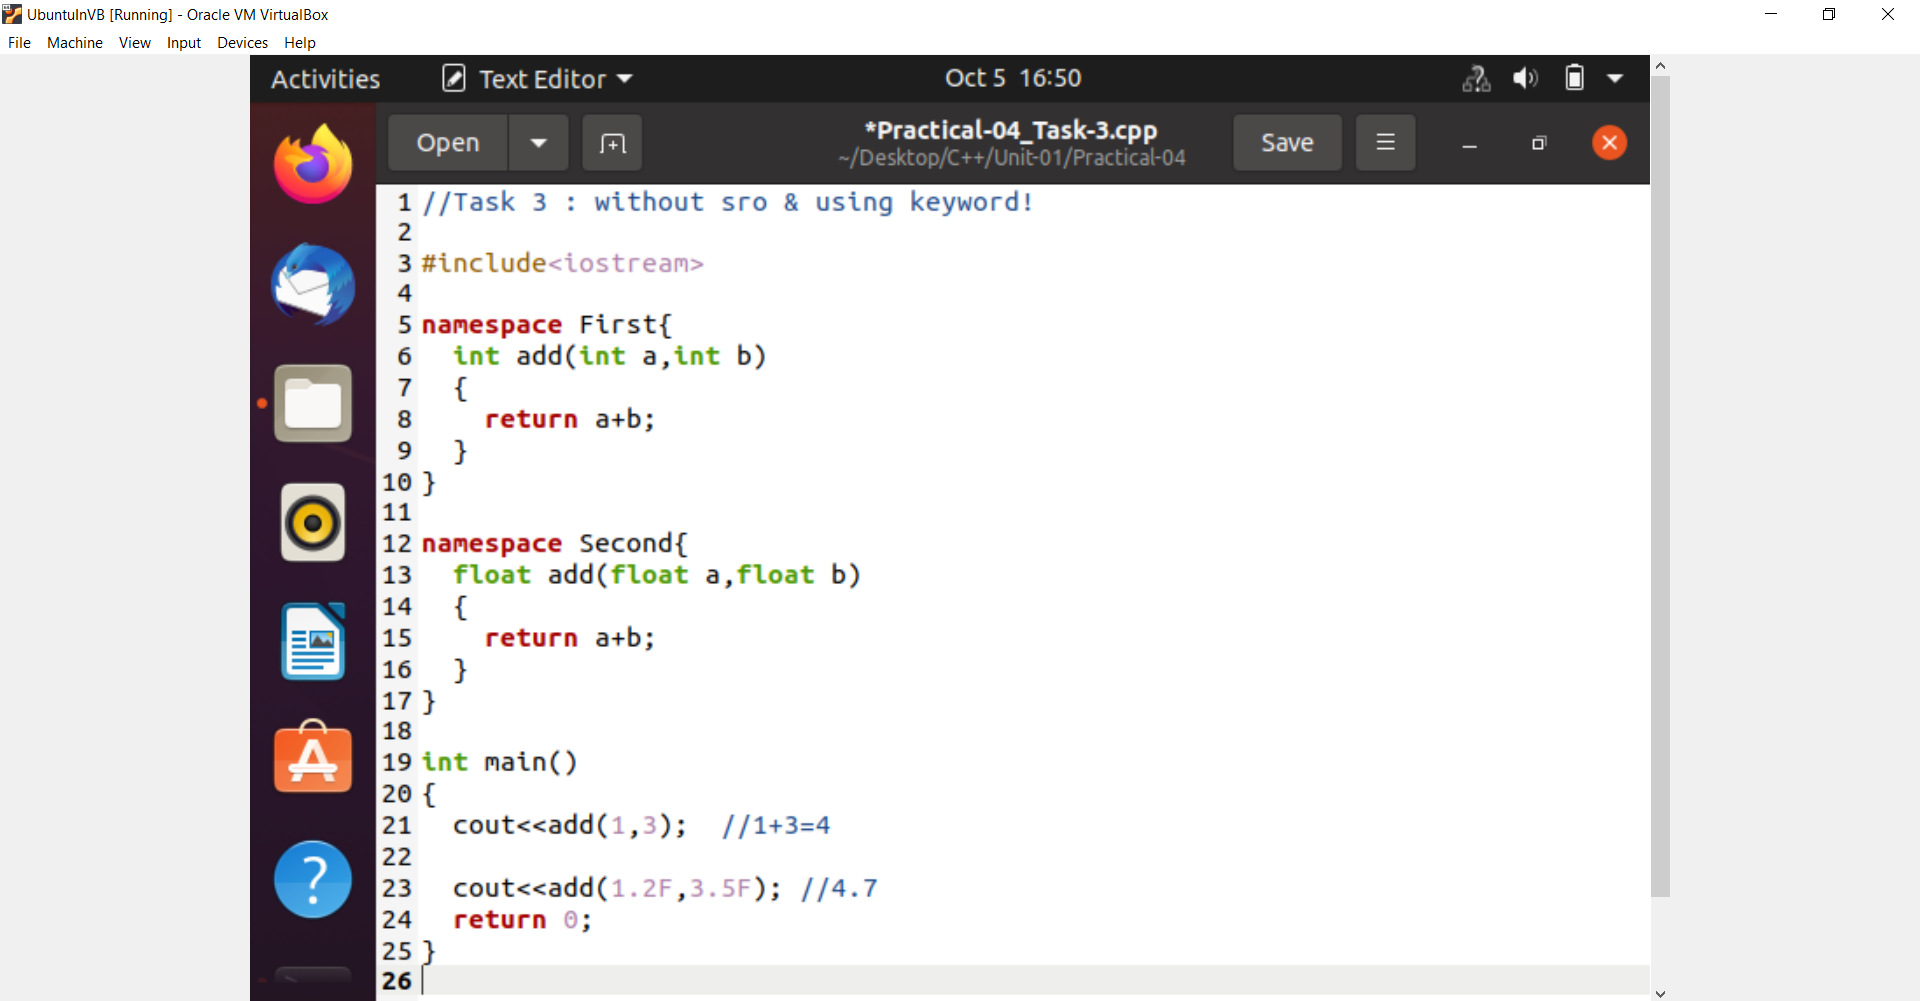 UbuntuInVB [Running] - Oracle VM VirtualBox
File Machine View Input Devices Help
Activities Text Editor Oct 5 16:50
Open *Practical-04_Task-3.cpp Save
~/Desktop/C++/Unit-01/Practical-04
1 //Task 3 : without sro & using keyword!
2
3 #include<iostream>
4
5 namespace First{
6 int add(int a,int b)
7 {
8 return a+b;
9 }
10 }
11
12 namespace Second{
13 float add(float a,float b)
14 {
15 return a+b;
16 }
17 }
18
19 int main()
20 {
21 cout<<add(1,3); //1+3=4
22
23 cout<<add(1.2F,3.5F); //4.7
24 return 0;
25 }
26